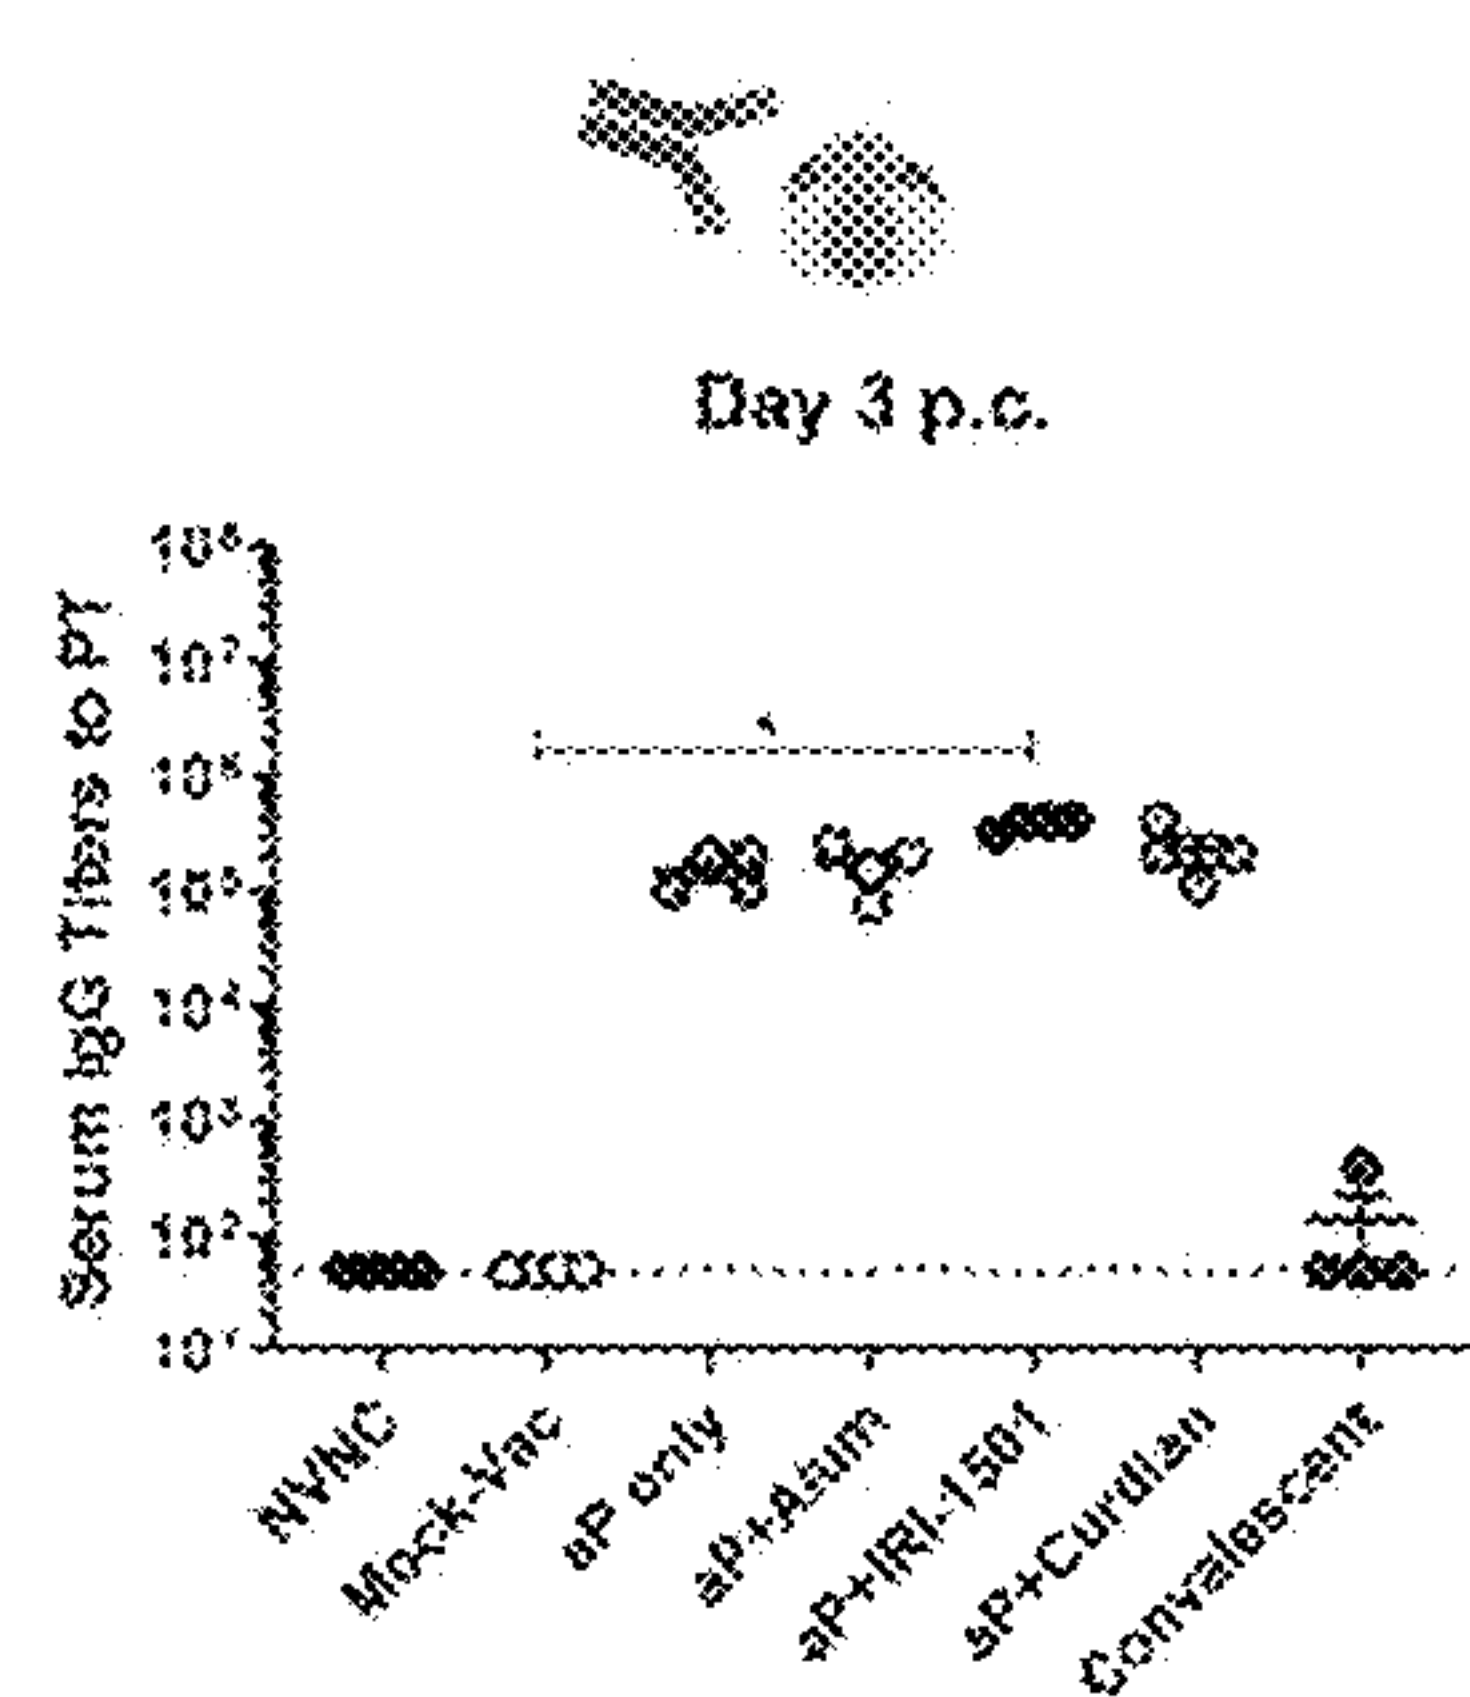 Day 3 p.c.
Serum IgG Titers to PT
10⁸
10⁷
10⁶
10⁵
10⁴
10³
10²
10¹
*
NVNC
Mock-Vac
aP only
aP+Alum
aP+IRI-1501
aP+Curdlan
Convalescent